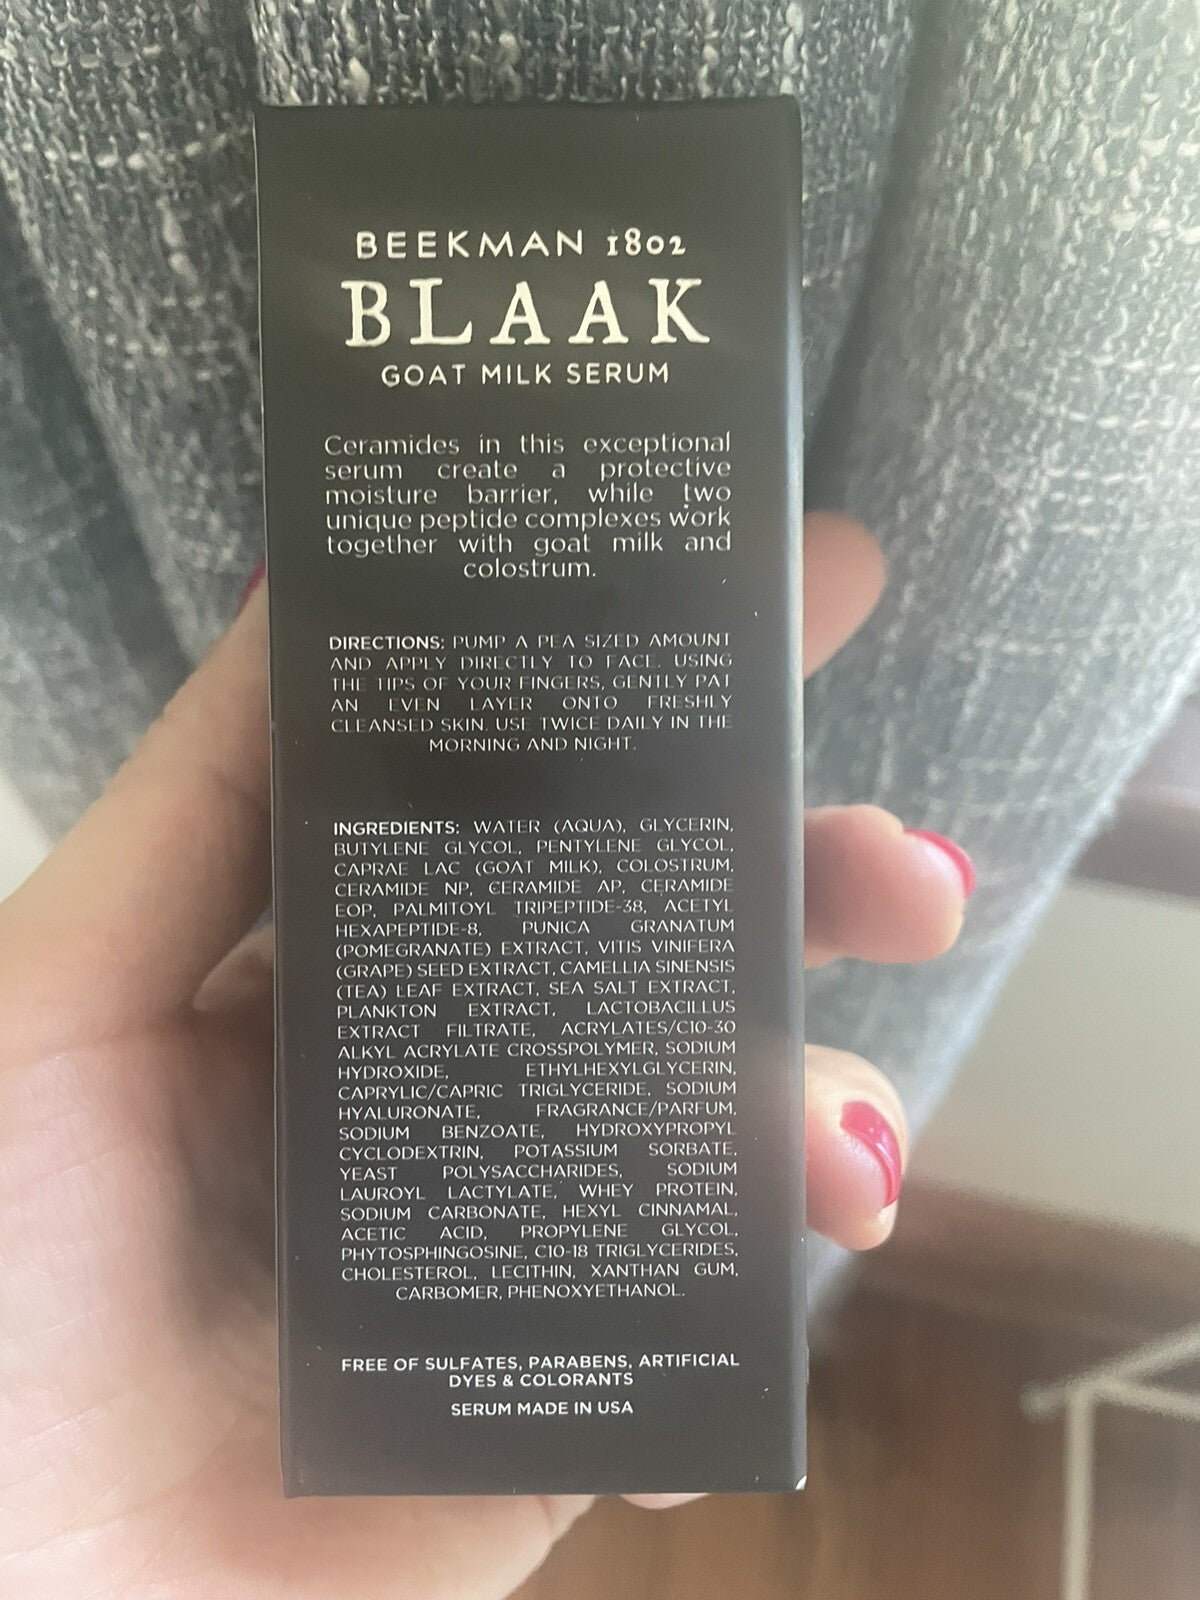 BEEKMAN 1802
BLAAK
GOAT MILK SERUM
Ceramides in this exceptional
serum create a protective
moisture barrier, while two
unique peptide complexes work
together with goat milk and
colostrum.
DIRECTIONS: PUMP A PEA SIZED AMOUNT
AND APPLY DIRECTLY TO FACE. USING
THE TIPS OF YOUR FINGERS, GENTLY PAT
AN EVEN LAYER ONTO FRESHLY
CLEANSED SKIN. USE TWICE DAILY IN THE
MORNING AND NIGHT.
INGREDIENTS: WATER (AQUA), GLYCERIN,
BUTYLENE GLYCOL, PENTYLENE GLYCOL,
CAPRAE LAC (GOAT MILK), COLOSTRUM,
CERAMIDE NP, CERAMIDE AP, CERAMIDE
EOP, PALMITOYL TRIPEPTIDE-38, ACETYL
HEXAPEPTIDE-8, PUNICA GRANATUM
(POMEGRANATE) EXTRACT, VITIS VINIFERA
(GRAPE) SEED EXTRACT, CAMELLIA SINENSIS
(TEA) LEAF EXTRACT, SEA SALT EXTRACT,
PLANKTON EXTRACT, LACTOBACILLUS
EXTRACT FILTRATE, ACRYLATES/C10-30
ALKYL ACRYLATE CROSSPOLYMER, SODIUM
HYDROXIDE, ETHYLHEXYLGLYCERIN,
CAPRYLIC/CAPRIC TRIGLYCERIDE, SODIUM
HYALURONATE, FRAGRANCE/PARFUM,
SODIUM BENZOATE, HYDROXYPROPYL
CYCLODEXTRIN, POTASSIUM SORBATE,
YEAST POLYSACCHARIDES, SODIUM
LAUROYL LACTYLATE, WHEY PROTEIN,
SODIUM CARBONATE, HEXYL CINNAMAL,
ACETIC ACID, PROPYLENE GLYCOL,
PHYTOSPHINGOSINE, C10-18 TRIGLYCERIDES,
CHOLESTEROL, LECITHIN, XANTHAN GUM,
CARBOMER, PHENOXYETHANOL.
FREE OF SULFATES, PARABENS, ARTIFICIAL
DYES & COLORANTS
SERUM MADE IN USA